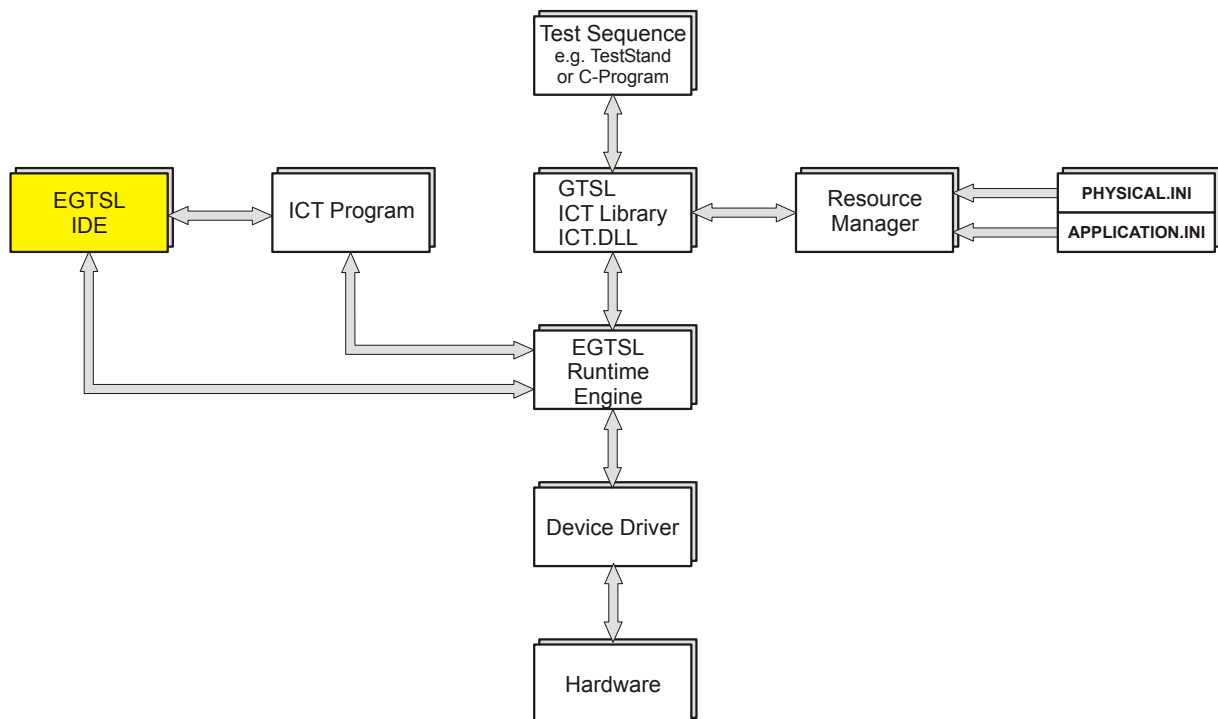 Test Sequence
e.g. TestStand
or C-Program
EGTSL
IDE
ICT Program
GTSL
ICT Library
ICT.DLL
Resource
Manager
PHYSICAL.INI
APPLICATION.INI
EGTSL
Runtime
Engine
Device Driver
Hardware